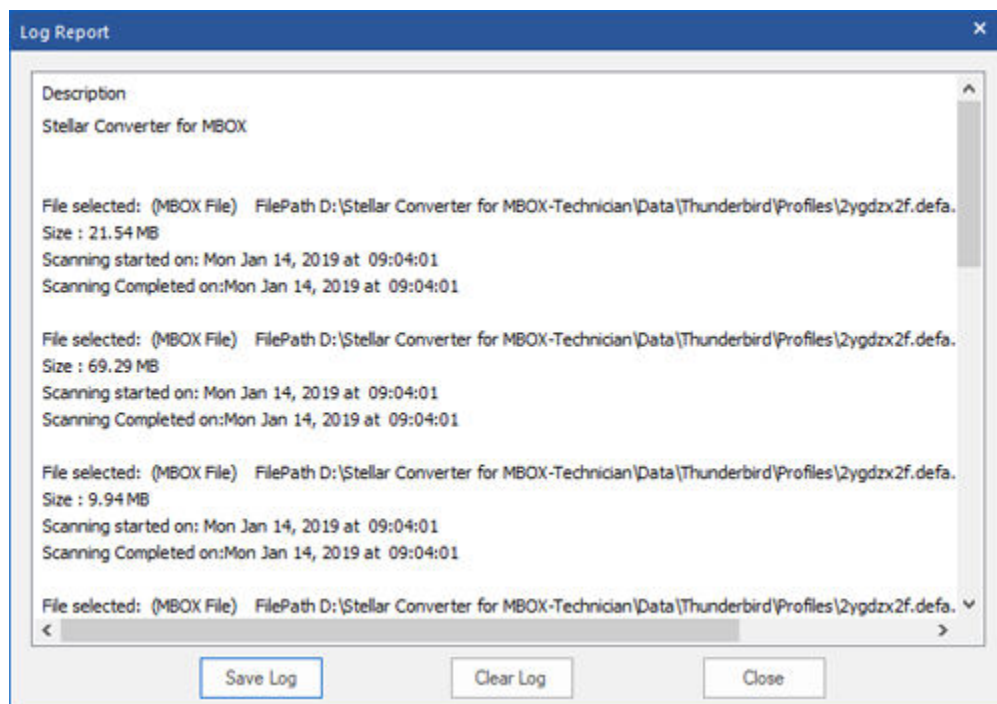 Log Report
Description
Stellar Converter for MBOX
File selected: (MBOX File) FilePath D:\Stellar Converter for MBOX-Technician\Data\Thunderbird\Profiles\2ygdzx2f.defa.
Size : 21.54 MB
Scanning started on: Mon Jan 14, 2019 at 09:04:01
Scanning Completed on:Mon Jan 14, 2019 at 09:04:01
File selected: (MBOX File) FilePath D:\Stellar Converter for MBOX-Technician\Data\Thunderbird\Profiles\2ygdzx2f.defa.
Size : 69.29 MB
Scanning started on: Mon Jan 14, 2019 at 09:04:01
Scanning Completed on:Mon Jan 14, 2019 at 09:04:01
File selected: (MBOX File) FilePath D:\Stellar Converter for MBOX-Technician\Data\Thunderbird\Profiles\2ygdzx2f.defa.
Size : 9.94 MB
Scanning started on: Mon Jan 14, 2019 at 09:04:01
Scanning Completed on:Mon Jan 14, 2019 at 09:04:01
File selected: (MBOX File) FilePath D:\Stellar Converter for MBOX-Technician\Data\Thunderbird\Profiles\2ygdzx2f.defa.
Save Log Clear Log Close